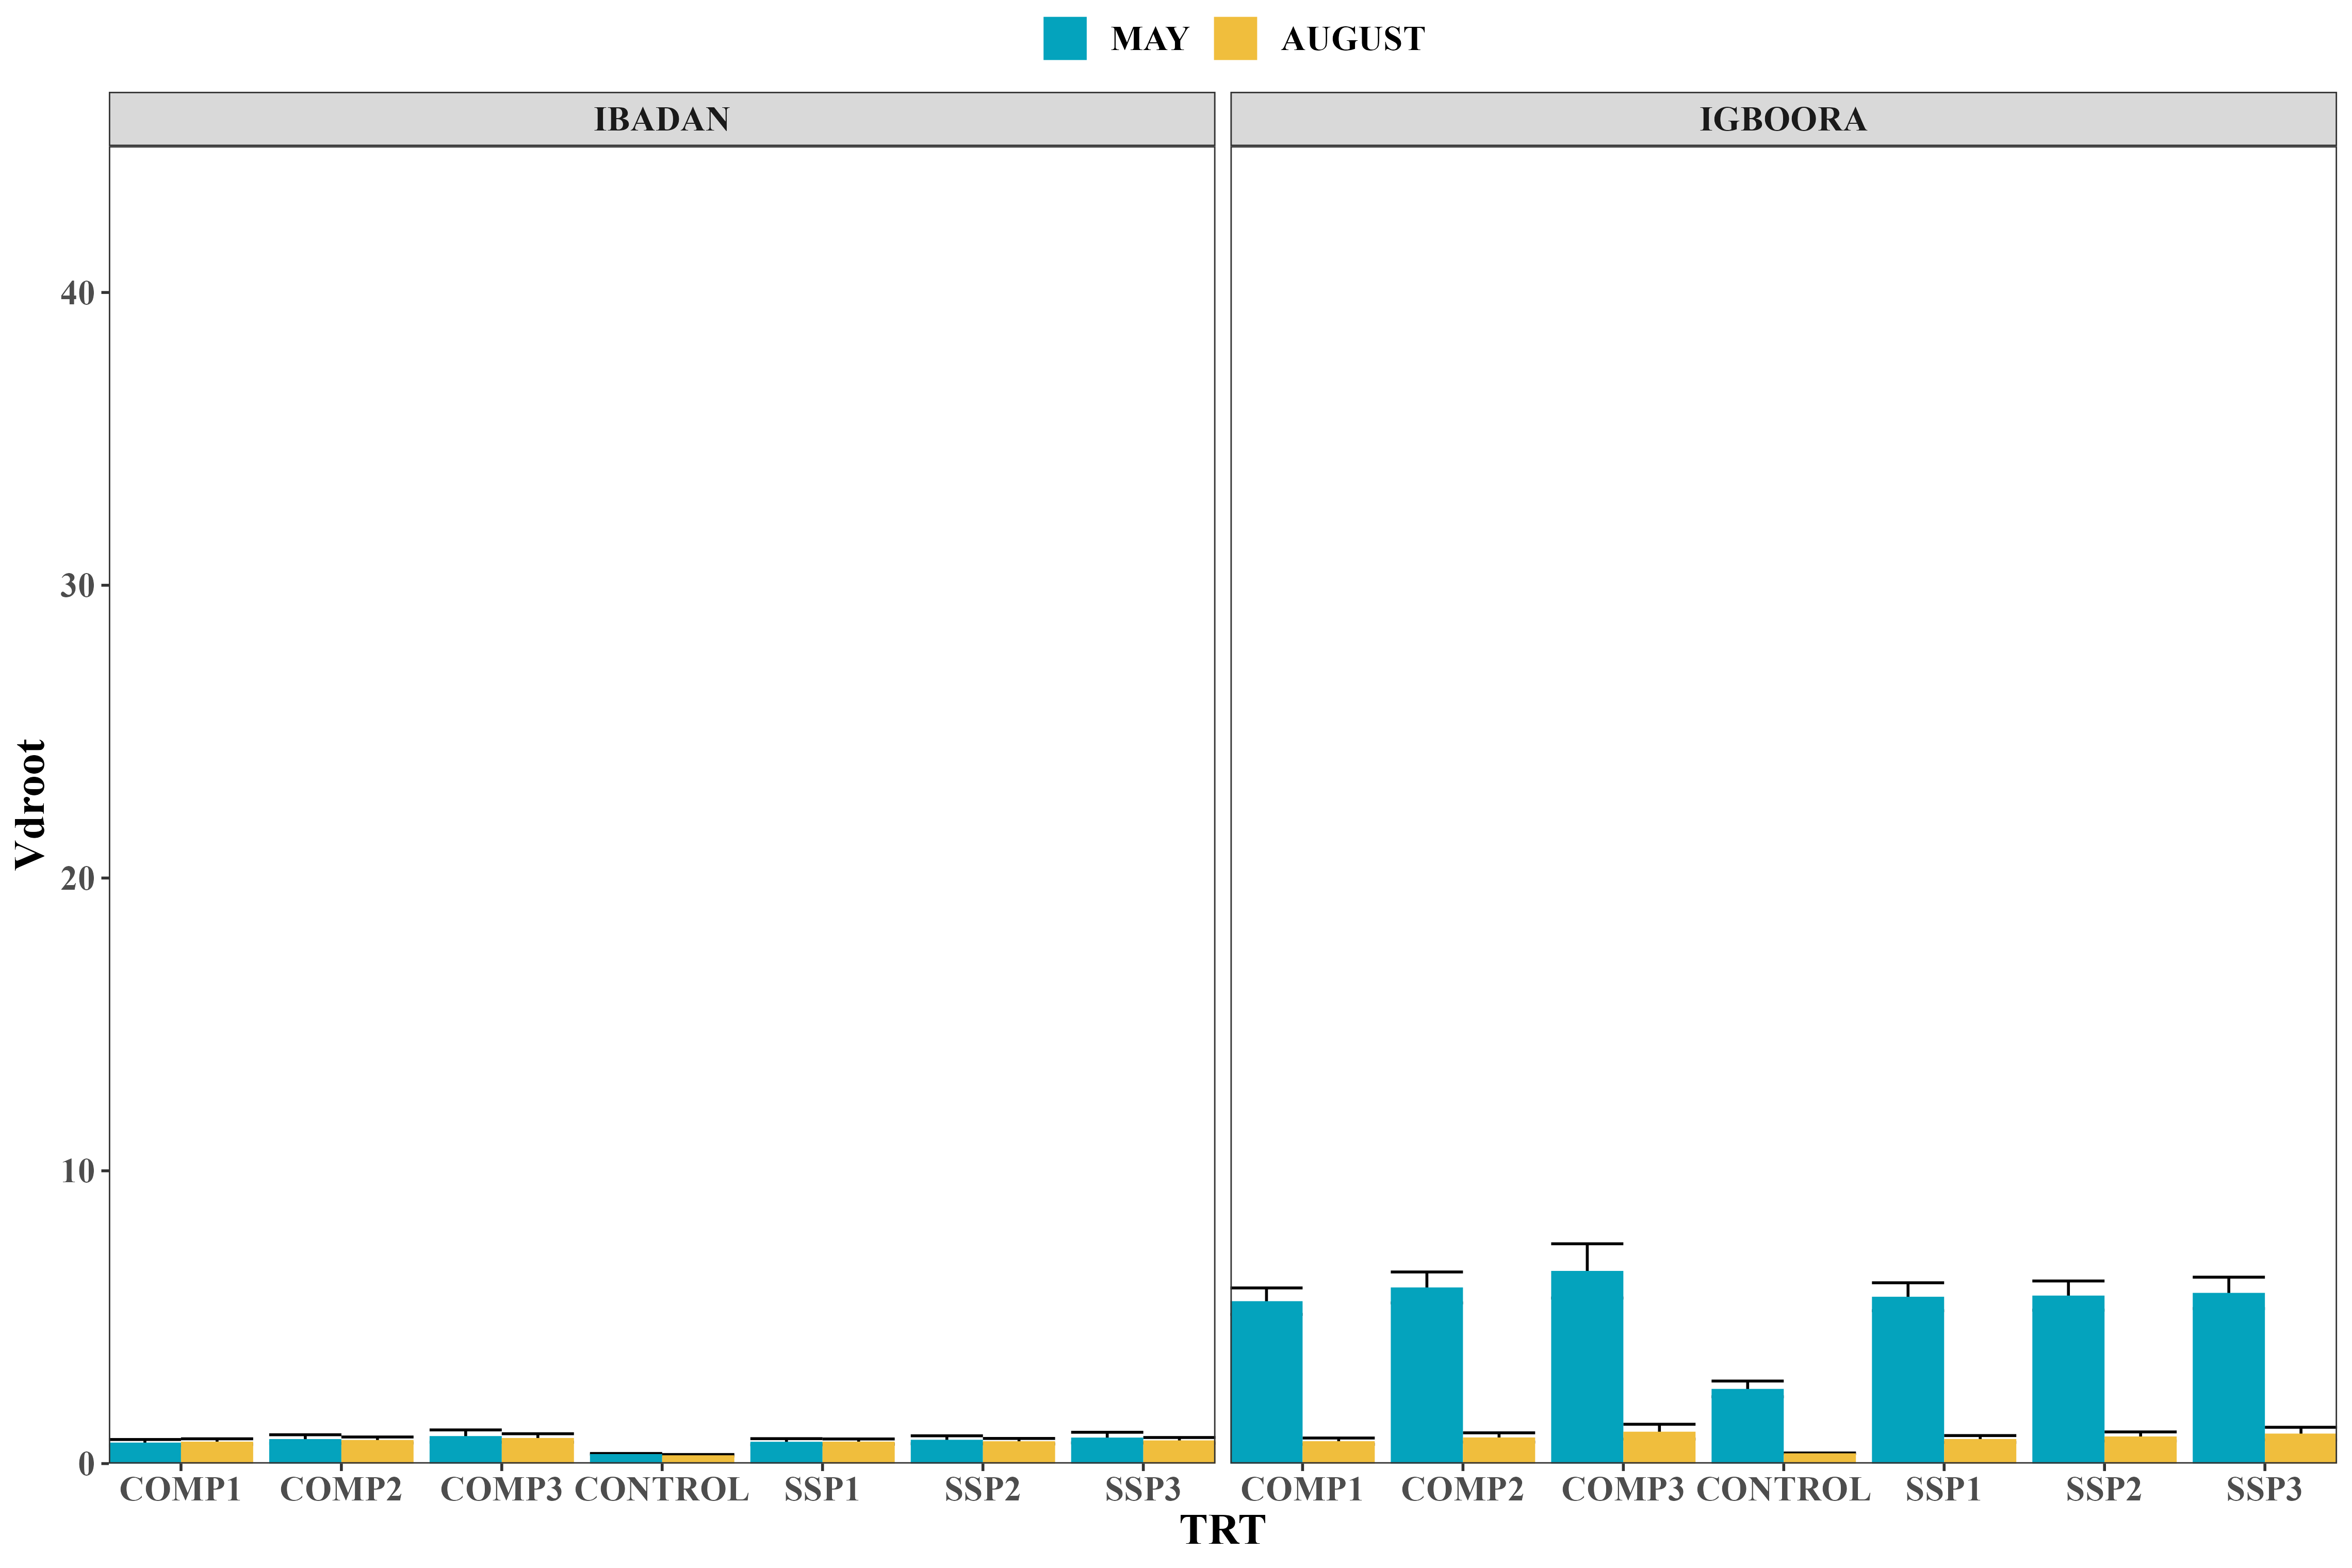 MAY AUGUST
IBADAN IGBOORA
40
30
20
10
0
Vdroot
COMP1 COMP2 COMP3 CONTROL SSP1 SSP2 SSP3 COMP1 COMP2 COMP3 CONTROL SSP1 SSP2 SSP3
TRT